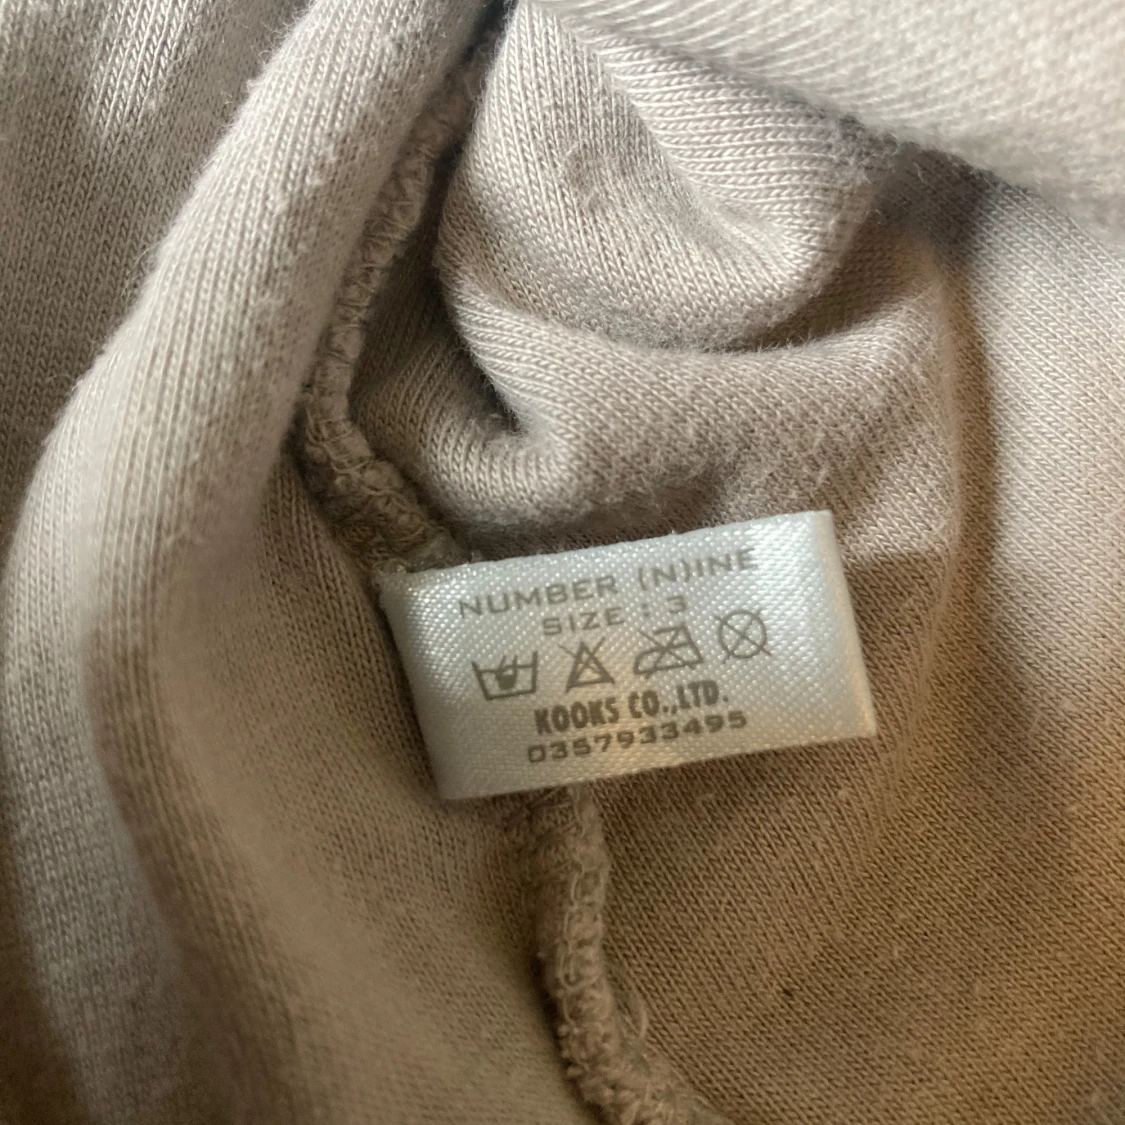 NUMBER (N)INE
SIZE : 3
KOOKS CO.,LTD.
0357933495